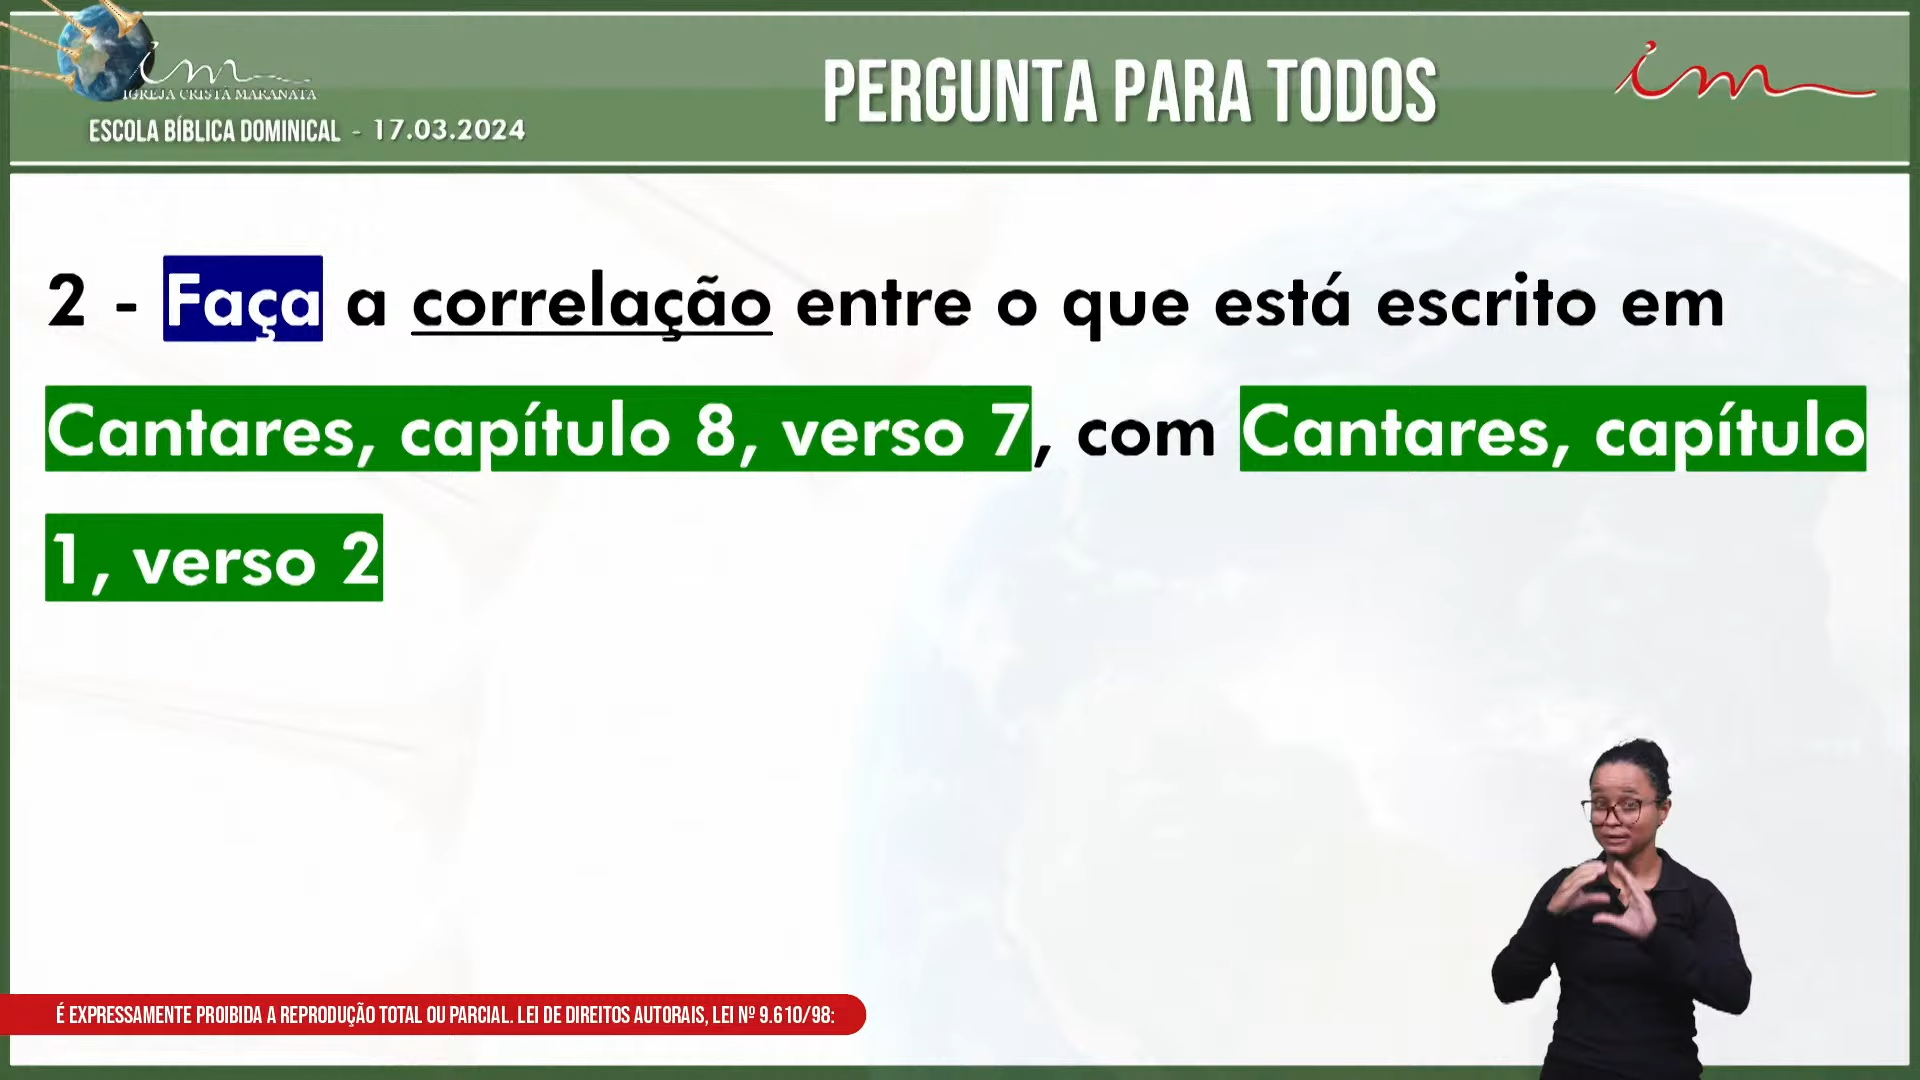 im
IGREJA CRISTÃ MARANATA
ESCOLA BÍBLICA DOMINICAL - 17.03.2024
PERGUNTA PARA TODOS
im
2 - Faça a correlação entre o que está escrito em
Cantares, capítulo 8, verso 7, com Cantares, capítulo
1, verso 2
É EXPRESSAMENTE PROIBIDA A REPRODUÇÃO TOTAL OU PARCIAL. LEI DE DIREITOS AUTORAIS, LEI Nº 9.610/98: